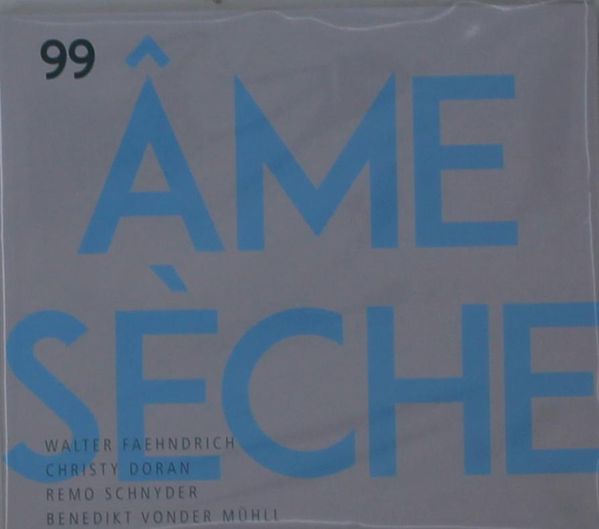 99
ÂME
SÈCHE
WALTER FAEHNDRICH
CHRISTY DORAN
REMO SCHNYDER
BENEDIKT VONDER MÜHLL